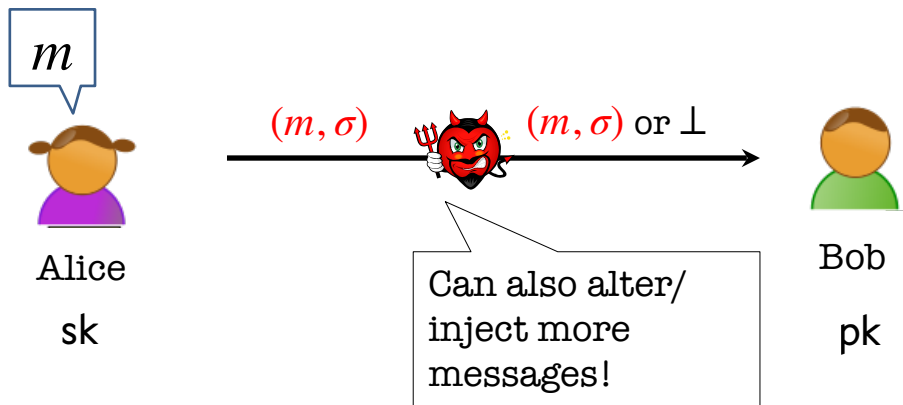 m
(m, σ)
(m, σ) or ⊥
Alice
Bob
sk
pk
Can also alter/
inject more
messages!